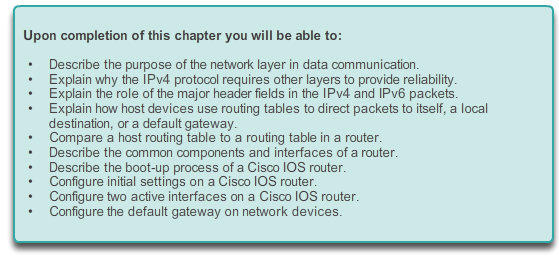 Upon completion of this chapter you will be able to:
• Describe the purpose of the network layer in data communication.
• Explain why the IPv4 protocol requires other layers to provide reliability.
• Explain the role of the major header fields in the IPv4 and IPv6 packets.
• Explain how host devices use routing tables to direct packets to itself, a local
destination, or a default gateway.
• Compare a host routing table to a routing table in a router.
• Describe the common components and interfaces of a router.
• Describe the boot-up process of a Cisco IOS router.
• Configure initial settings on a Cisco IOS router.
• Configure two active interfaces on a Cisco IOS router.
• Configure the default gateway on network devices.